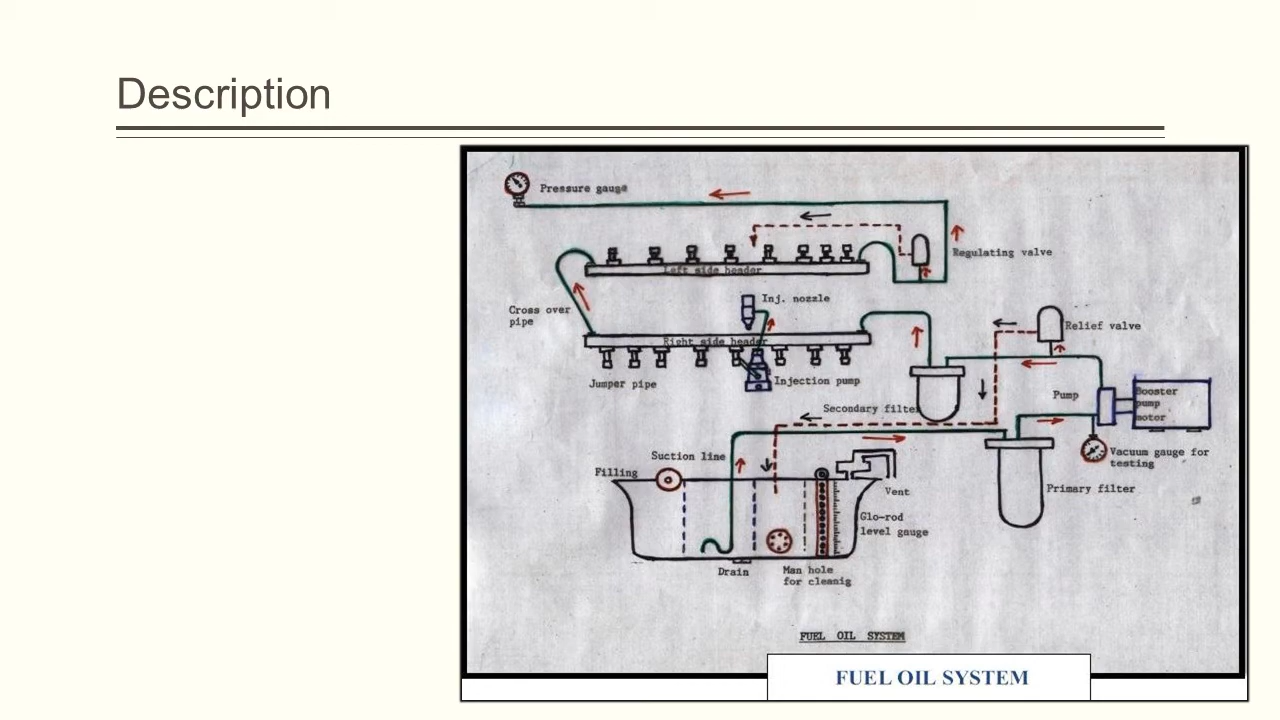 Description
Pressure gauge
Regulating valve
Left side header
Inj. nozzle
Cross over
pipe
Relief valve
Right side header
Jumper pipe
Injection pump
Pump
Booster
pump
motor
Secondary filter
Suction line
Vacuum gauge for
testing
Filling
Vent
Primary filter
Glo-rod
level gauge
Drain
Man hole
for cleanig
FUEL OIL SYSTEM
FUEL OIL SYSTEM